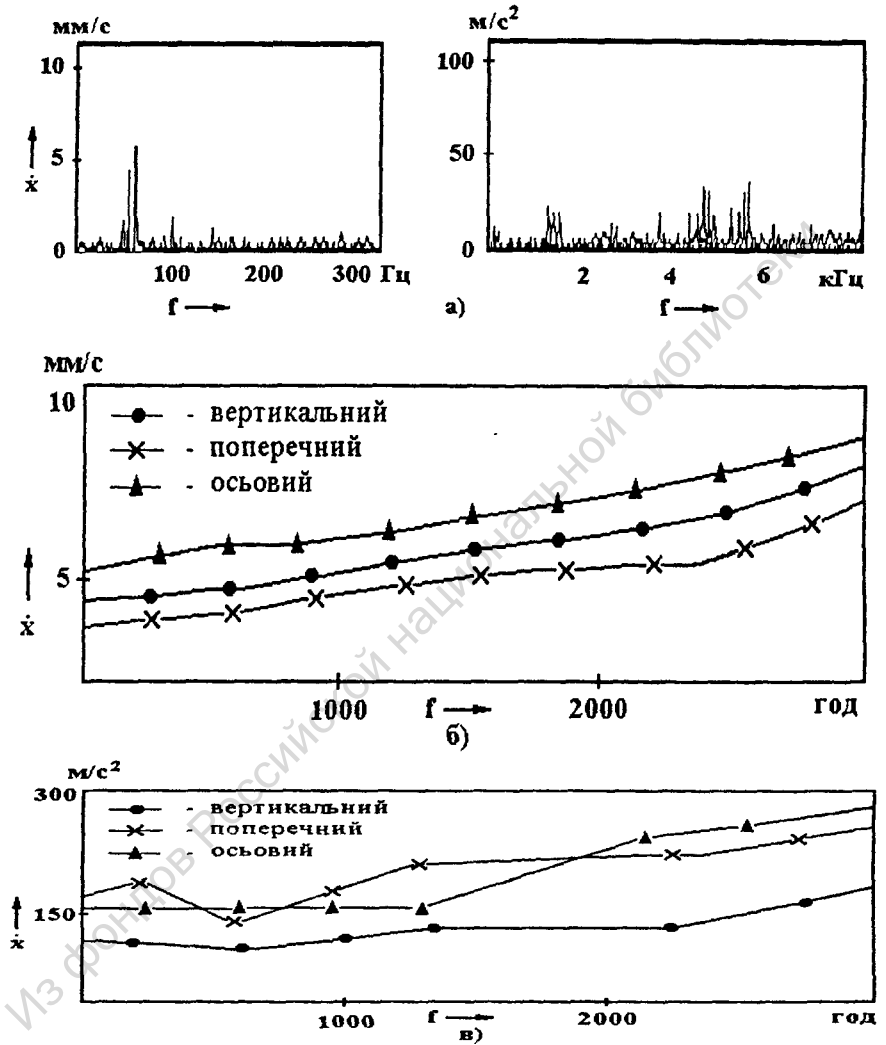 мм/с
10
5
0
ẋ
100 200 300 Гц
f
м/с²
100
50
0
2 4 6 кГц
f
а)
мм/с
10
5
ẋ
- вертикальний
- поперечний
- осьовий
1000 f 2000 год
б)
м/с²
300
150
ẋ
- вертикальний
- поперечний
- осьовий
1000 f 2000 год
в)
Из фондов Российской национальной библиотеки